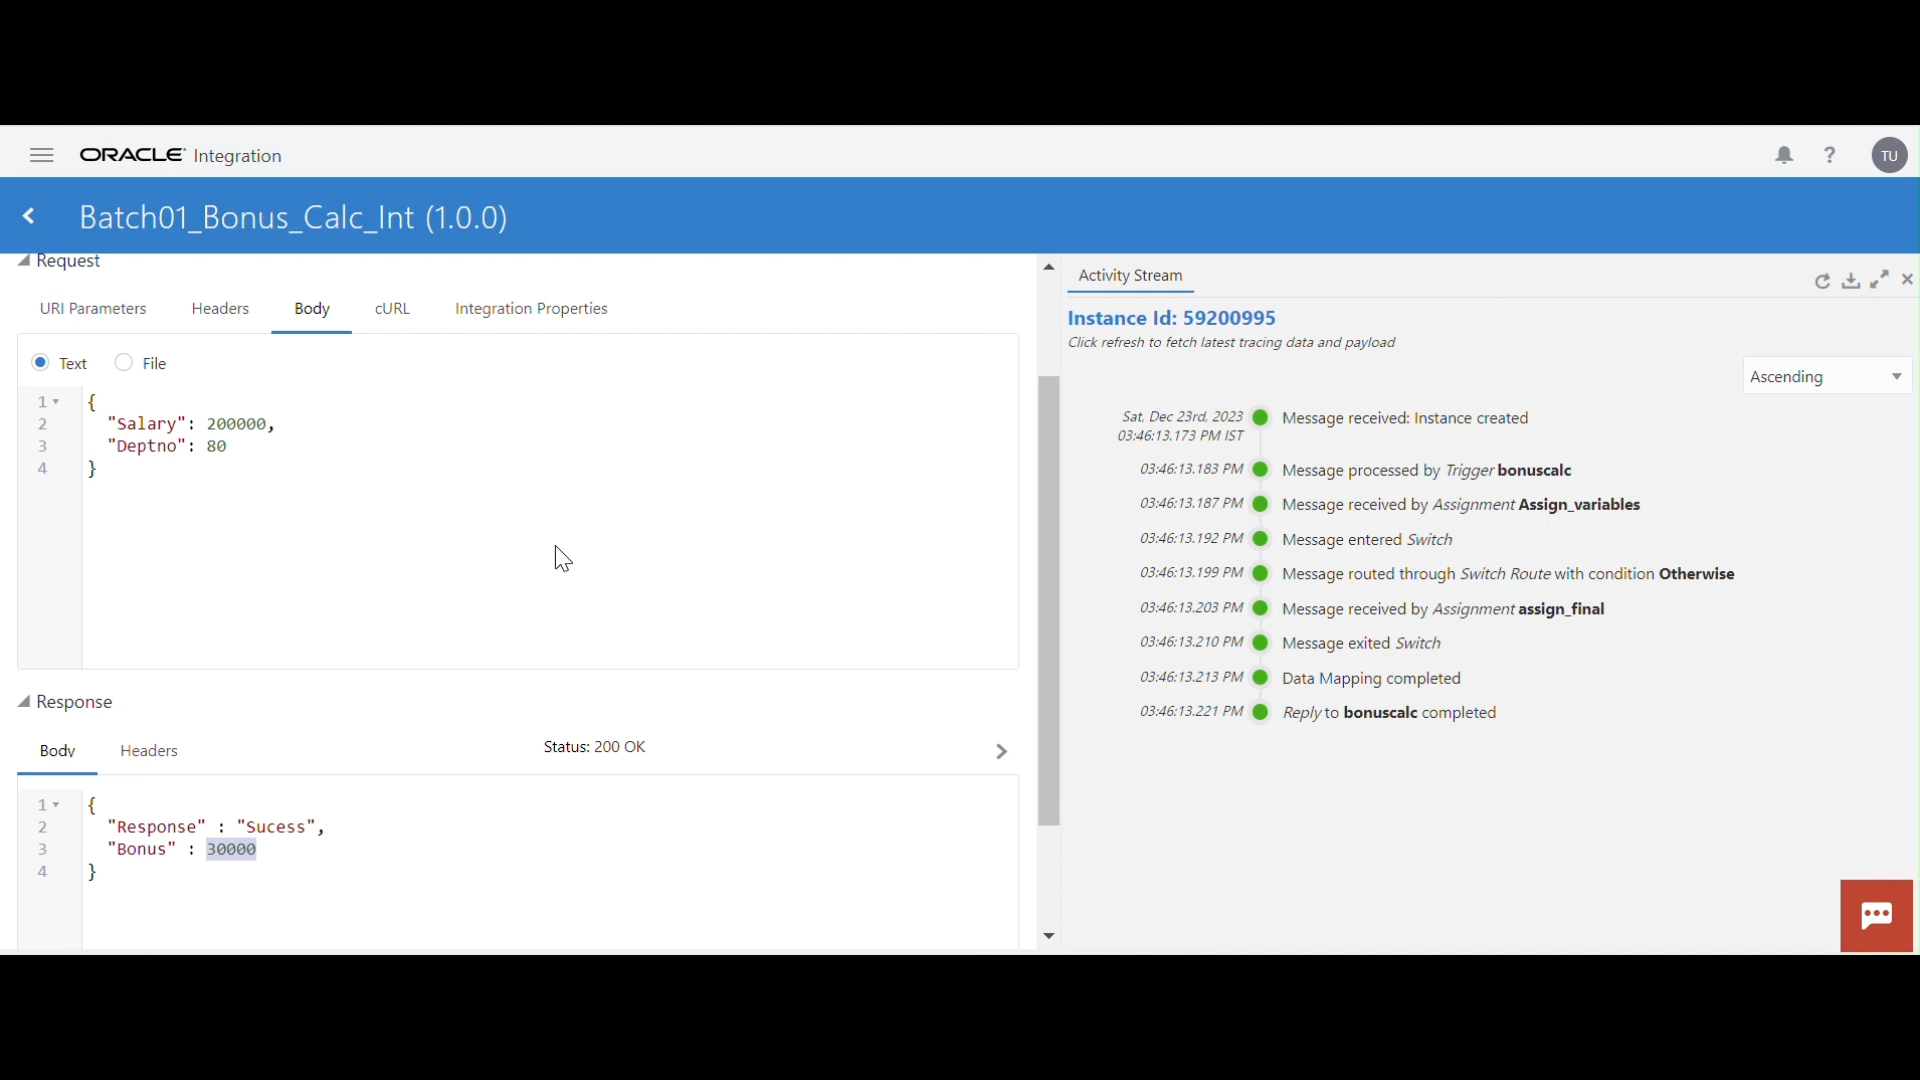 ORACLE Integration
TU
Batch01_Bonus_Calc_Int (1.0.0)
Request
URI Parameters Headers Body cURL Integration Properties
Text File
1 {
2 "Salary": 200000,
3 "Deptno": 80
4 }
Response
Body Headers Status: 200 OK
1 {
2 "Response" : "Sucess",
3 "Bonus" : 30000
4 }
Activity Stream
Instance Id: 59200995
Click refresh to fetch latest tracing data and payload
Ascending
Sat, Dec 23rd, 2023
03:46:13.173 PM IST Message received: Instance created
03:46:13.183 PM Message processed by Trigger bonuscalc
03:46:13.187 PM Message received by Assignment Assign_variables
03:46:13.192 PM Message entered Switch
03:46:13.199 PM Message routed through Switch Route with condition Otherwise
03:46:13.203 PM Message received by Assignment assign_final
03:46:13.210 PM Message exited Switch
03:46:13.213 PM Data Mapping completed
03:46:13.221 PM Reply to bonuscalc completed